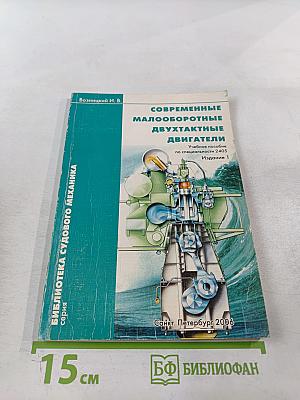 Возницкий И. В.
СОВРЕМЕННЫЕ
МАЛООБОРОТНЫЕ
ДВУХТАКТНЫЕ
ДВИГАТЕЛИ
Учебное пособие
по специальности 2405
Издание I
БИБЛИОТЕКА СУДОВОГО МЕХАНИКА
серия
Санкт Петербург 2006
15 см
БФ БИБЛИОФАН